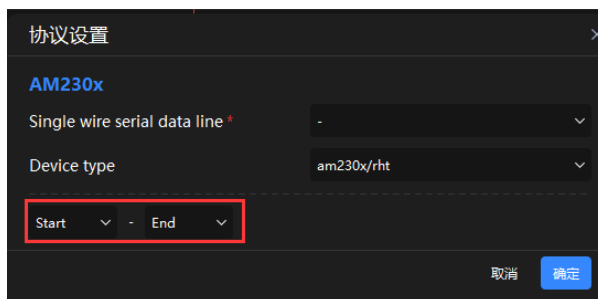 协议设置
AM230x
Single wire serial data line * -
Device type am230x/rht
Start - End
取消 确定